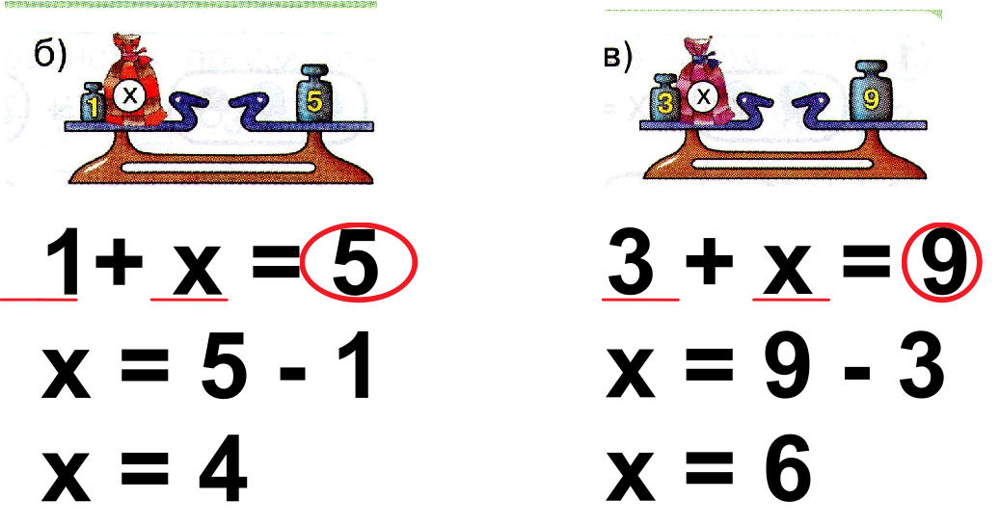 б)
1 x 5
1+ x = 5
x = 5 - 1
x = 4
в)
3 x 9
3 + x = 9
x = 9 - 3
x = 6